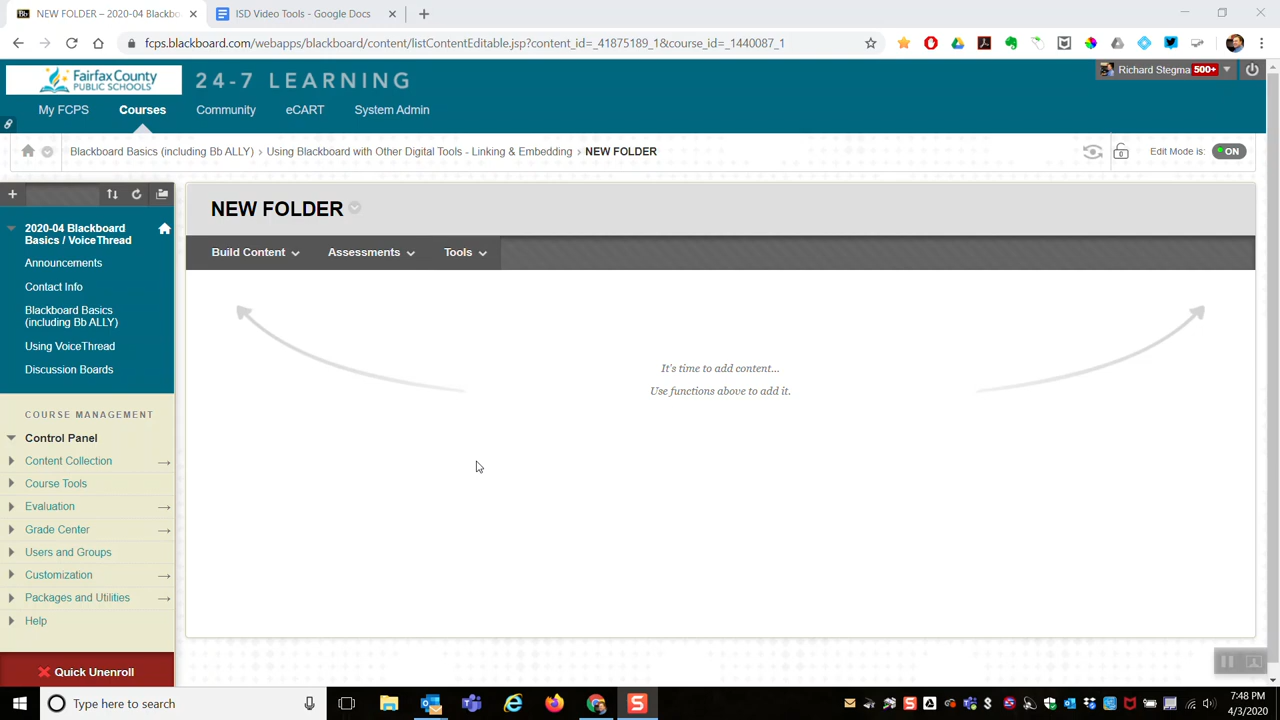 NEW FOLDER – 2020-04 Blackbo
ISD Video Tools - Google Docs
fcps.blackboard.com/webapps/blackboard/content/listContentEditable.jsp?content_id=_41875189_1&course_id=_1440087_1
Fairfax County
PUBLIC SCHOOLS
24-7 LEARNING
Richard Stegma 500+
My FCPS
Courses
Community
eCART
System Admin
Blackboard Basics (including Bb ALLY) > Using Blackboard with Other Digital Tools - Linking & Embedding > NEW FOLDER
Edit Mode is: ON
NEW FOLDER
2020-04 Blackboard
Basics / VoiceThread
Announcements
Contact Info
Blackboard Basics
(including Bb ALLY)
Using VoiceThread
Discussion Boards
COURSE MANAGEMENT
Control Panel
Content Collection
Course Tools
Evaluation
Grade Center
Users and Groups
Customization
Packages and Utilities
Help
Quick Unenroll
Build Content
Assessments
Tools
It's time to add content...
Use functions above to add it.
Type here to search
7:48 PM
4/3/2020